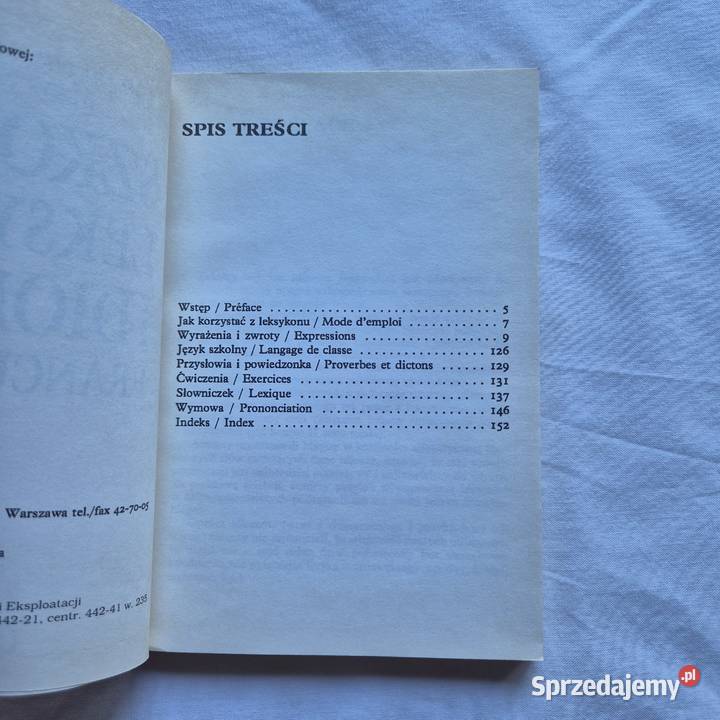 owej:
Warszawa tel./fax 42-70-05
a
i Eksploatacji
442-21, centr. 442-41 w. 235
SPIS TREŚCI
Wstęp / Préface . . . . . . . . . . . . . . . . . . . . 5
Jak korzystać z leksykonu / Mode d'emploi . . . . . . . . . . 7
Wyrażenia i zwroty / Expressions . . . . . . . . . . . . . . 9
Język szkolny / Langage de classe . . . . . . . . . . . . . 126
Przysłowia i powiedzonka / Proverbes et dictons . . . . . . . 129
Ćwiczenia / Exercices . . . . . . . . . . . . . . . . . . 131
Słowniczek / Lexique . . . . . . . . . . . . . . . . . . 137
Wymowa / Prononciation . . . . . . . . . . . . . . . . . 146
Indeks / Index . . . . . . . . . . . . . . . . . . . . . 152
Sprzedajemy.pl